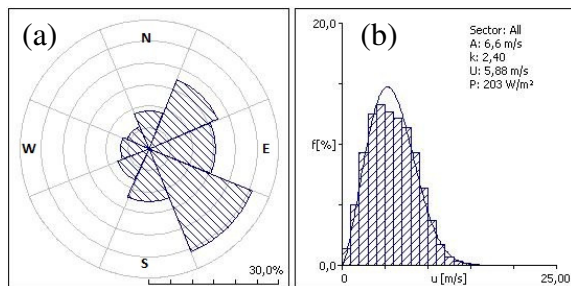 (a)
N
W
E
S
30,0%
(b)
20,0
f[%]
0,0
0
u [m/s]
25,00
Sector: All
A: 6,6 m/s
k: 2,40
U: 5,88 m/s
P: 203 W/m²